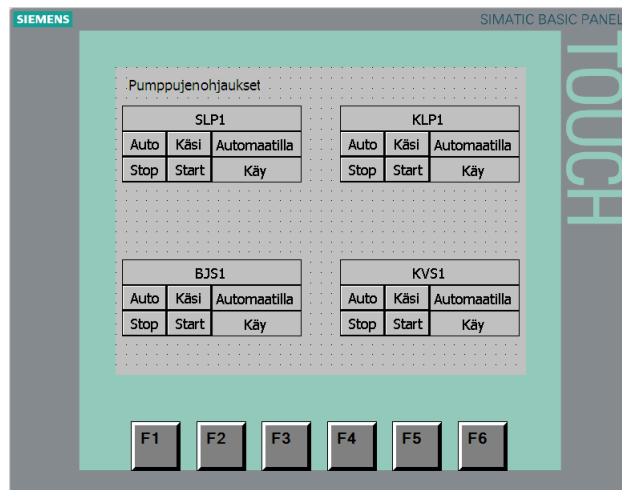 SIEMENS
SIMATIC BASIC PANEL
TOUCH
Pumppujenohjaukset
SLP1
Auto Käsi Automaatilla
Stop Start Käy
KLP1
Auto Käsi Automaatilla
Stop Start Käy
BJS1
Auto Käsi Automaatilla
Stop Start Käy
KVS1
Auto Käsi Automaatilla
Stop Start Käy
F1 F2 F3 F4 F5 F6